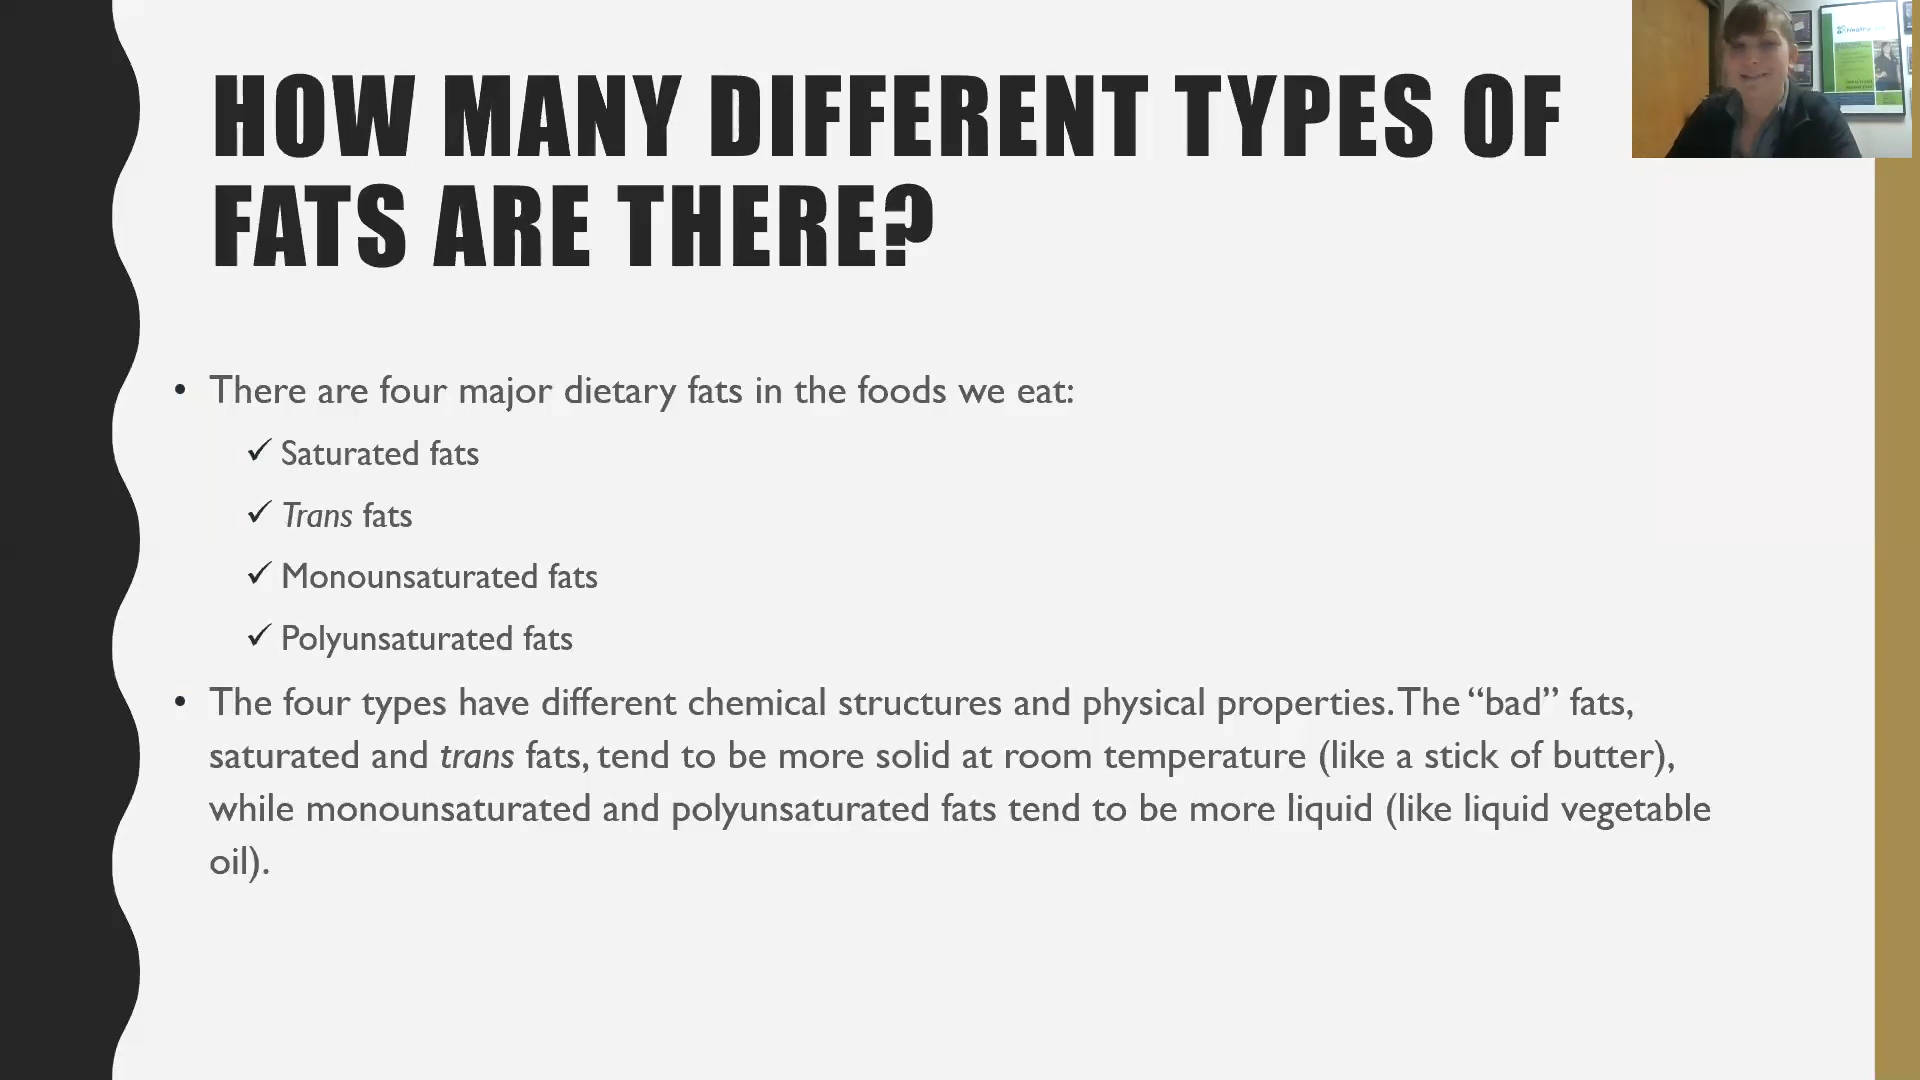 HOW MANY DIFFERENT TYPES OF
FATS ARE THERE?
• There are four major dietary fats in the foods we eat:
✓ Saturated fats
✓ Trans fats
✓ Monounsaturated fats
✓ Polyunsaturated fats
• The four types have different chemical structures and physical properties. The “bad” fats,
saturated and trans fats, tend to be more solid at room temperature (like a stick of butter),
while monounsaturated and polyunsaturated fats tend to be more liquid (like liquid vegetable
oil).